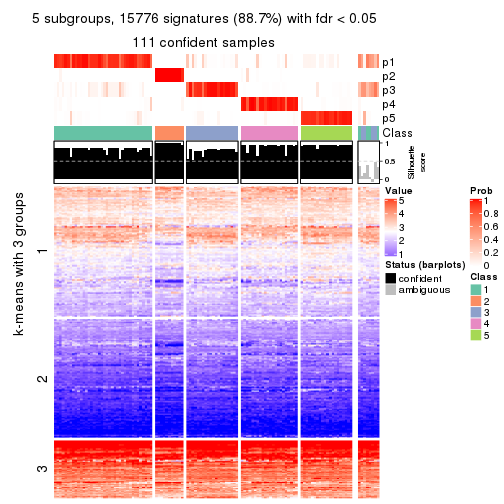 5 subgroups, 15776 signatures (88.7%) with fdr < 0.05
111 confident samples
p1
p2
p3
p4
p5
Class
1
0.5
0
Silhouette
score
k-means with 3 groups
1
2
3
Value
5
4
3
2
1
Status (barplots)
confident
ambiguous
Prob
1
0.8
0.6
0.4
0.2
0
Class
1
2
3
4
5